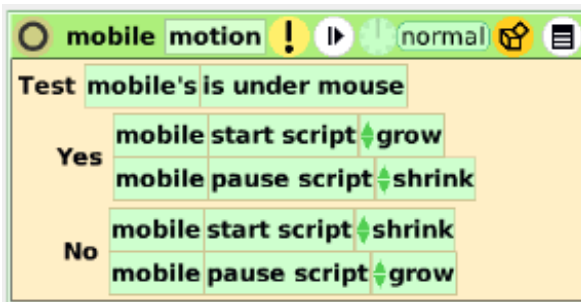 mobile motion ! normal
Test mobile's is under mouse
Yes
mobile start script grow
mobile pause script shrink
No
mobile start script shrink
mobile pause script grow